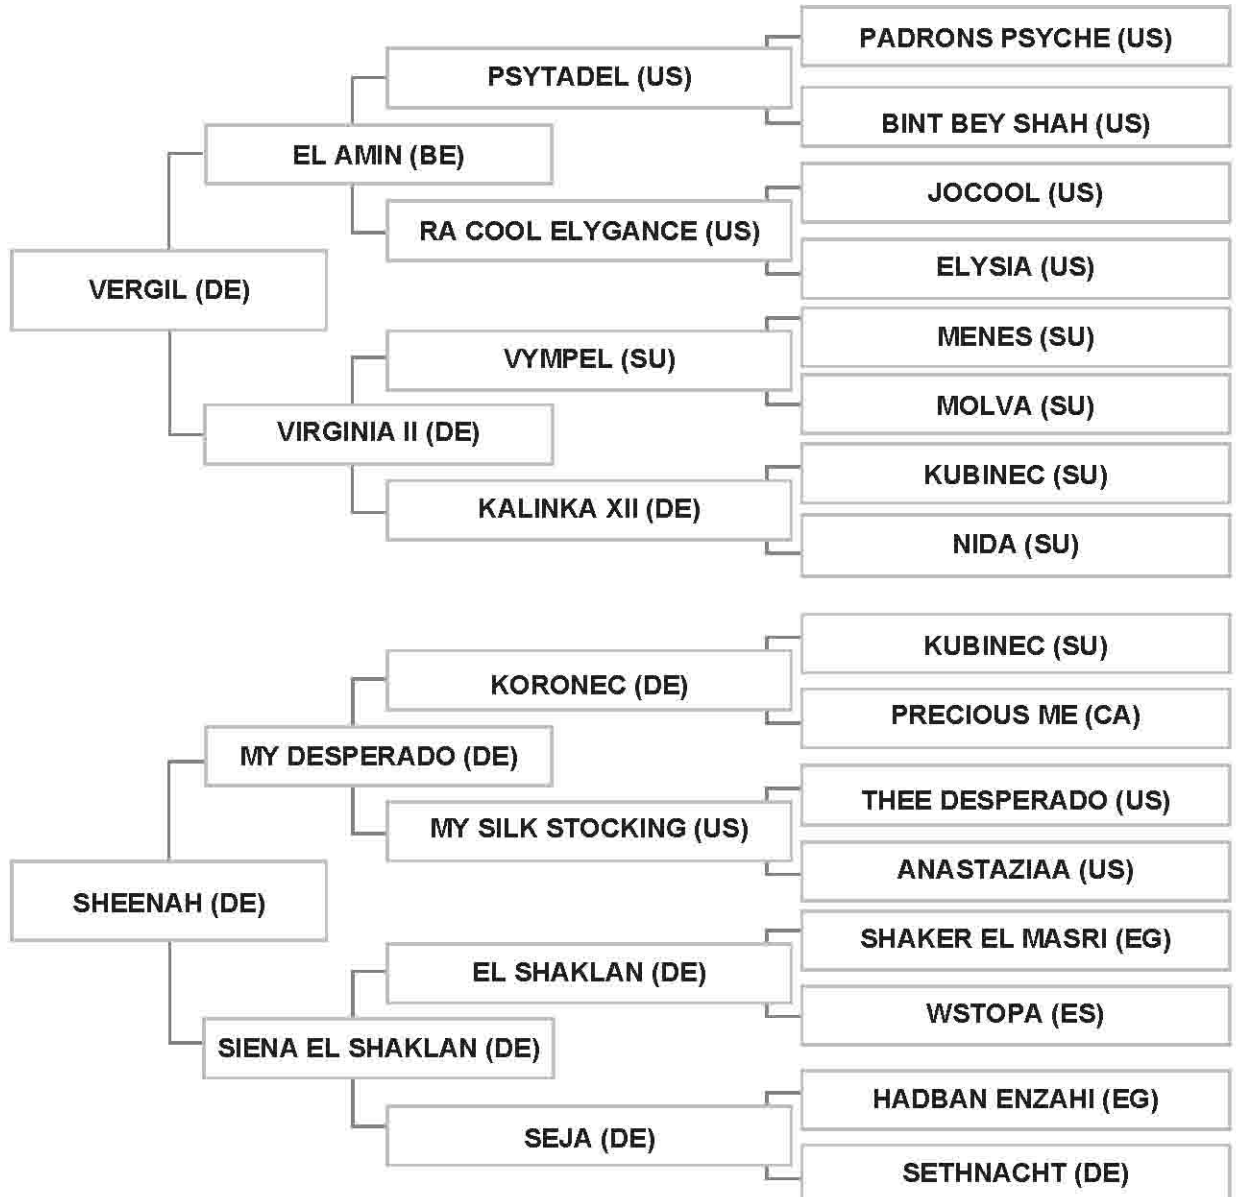 PADRONS PSYCHE (US)
PSYTADEL (US)
BINT BEY SHAH (US)
EL AMIN (BE)
JOCOOL (US)
RA COOL ELYGANCE (US)
ELYSIA (US)
VERGIL (DE)
MENES (SU)
VYMPEL (SU)
MOLVA (SU)
VIRGINIA II (DE)
KUBINEC (SU)
KALINKA XII (DE)
NIDA (SU)
KUBINEC (SU)
KORONEC (DE)
PRECIOUS ME (CA)
MY DESPERADO (DE)
THEE DESPERADO (US)
MY SILK STOCKING (US)
ANASTAZIAA (US)
SHEENAH (DE)
SHAKER EL MASRI (EG)
EL SHAKLAN (DE)
WSTOPA (ES)
SIENA EL SHAKLAN (DE)
HADBAN ENZAHI (EG)
SEJA (DE)
SETHNACHT (DE)